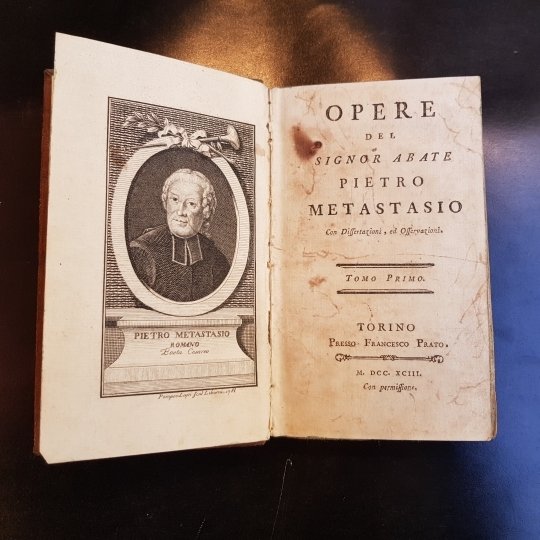 PIETRO METASTASIO
ROMANO
Poeta Cesareo
OPERE
DEL
SIGNOR ABATE
PIETRO
METASTASIO
Con Dissertazioni, ed Osservazioni.
TOMO PRIMO.
TORINO
PRESSO FRANCESCO PRATO.
M. DCC. XCIII.
Con permissione.